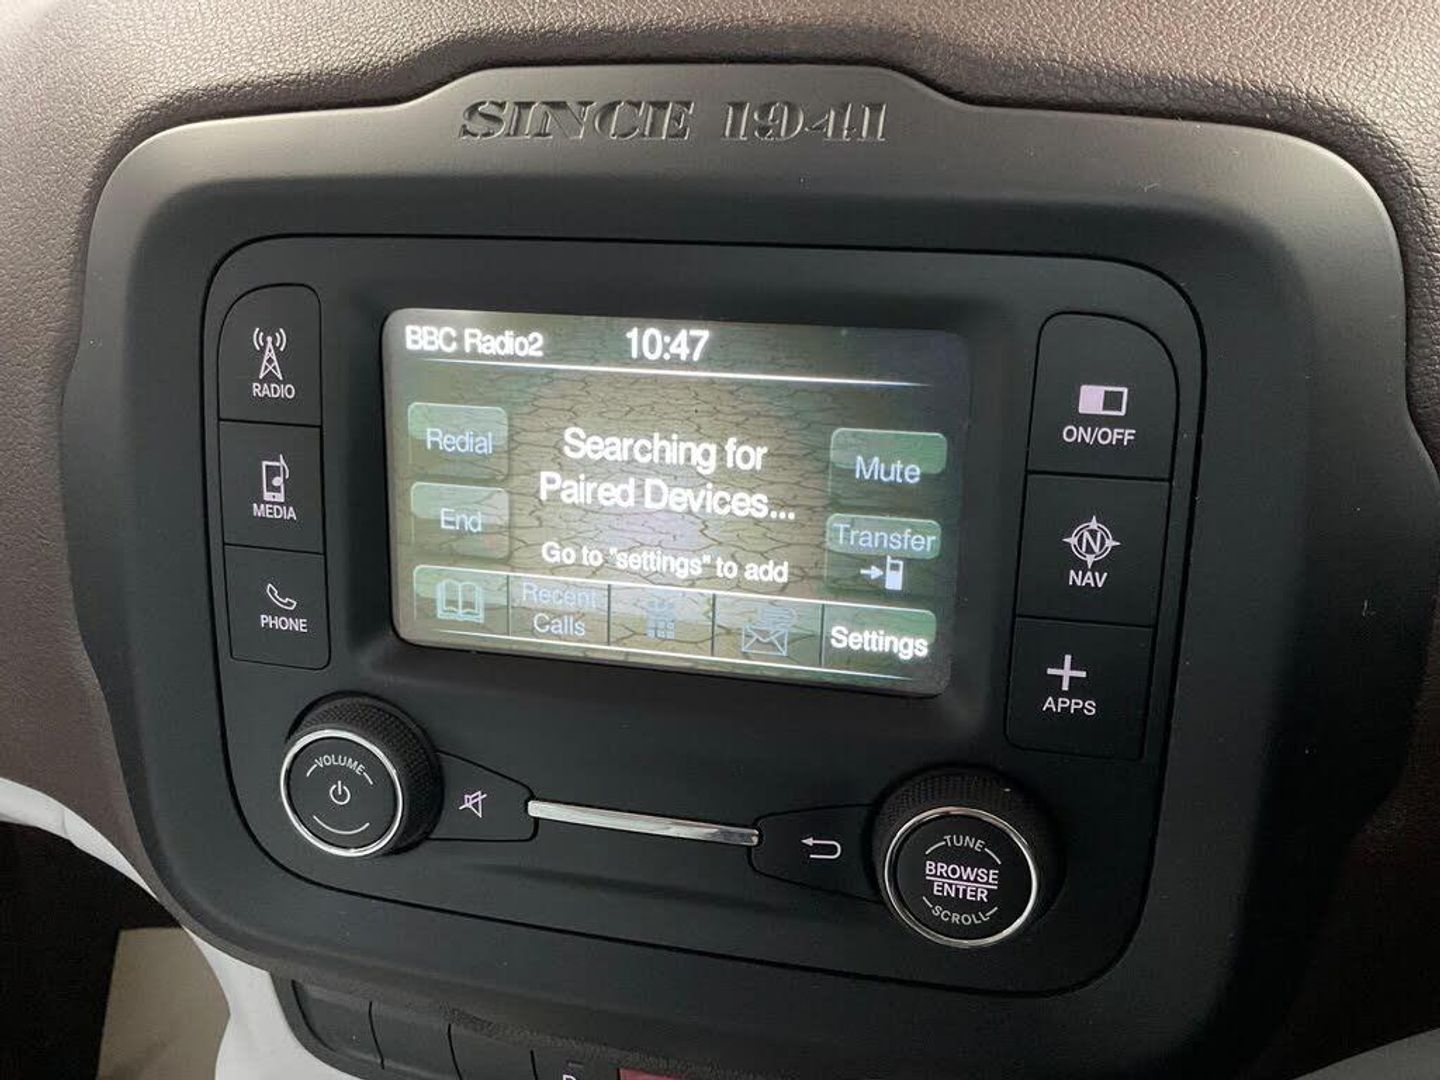 SINCE 1941
BBC Radio2 10:47
RADIO
MEDIA
PHONE
Redial
End
Searching for
Paired Devices...
Go to "settings" to add
Mute
Transfer
Recent
Calls
Settings
ON/OFF
N
NAV
APPS
VOLUME
TUNE
BROWSE
ENTER
SCROLL